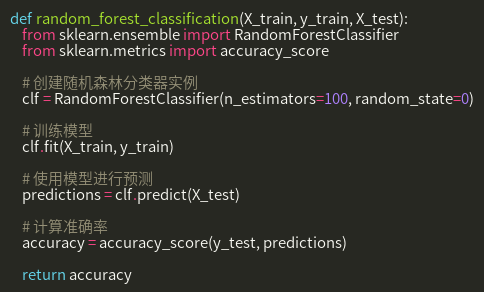 def random_forest_classification(X_train, y_train, X_test):
    from sklearn.ensemble import RandomForestClassifier
    from sklearn.metrics import accuracy_score

    # 创建随机森林分类器实例
    clf = RandomForestClassifier(n_estimators=100, random_state=0)

    # 训练模型
    clf.fit(X_train, y_train)

    # 使用模型进行预测
    predictions = clf.predict(X_test)

    # 计算准确率
    accuracy = accuracy_score(y_test, predictions)

    return accuracy